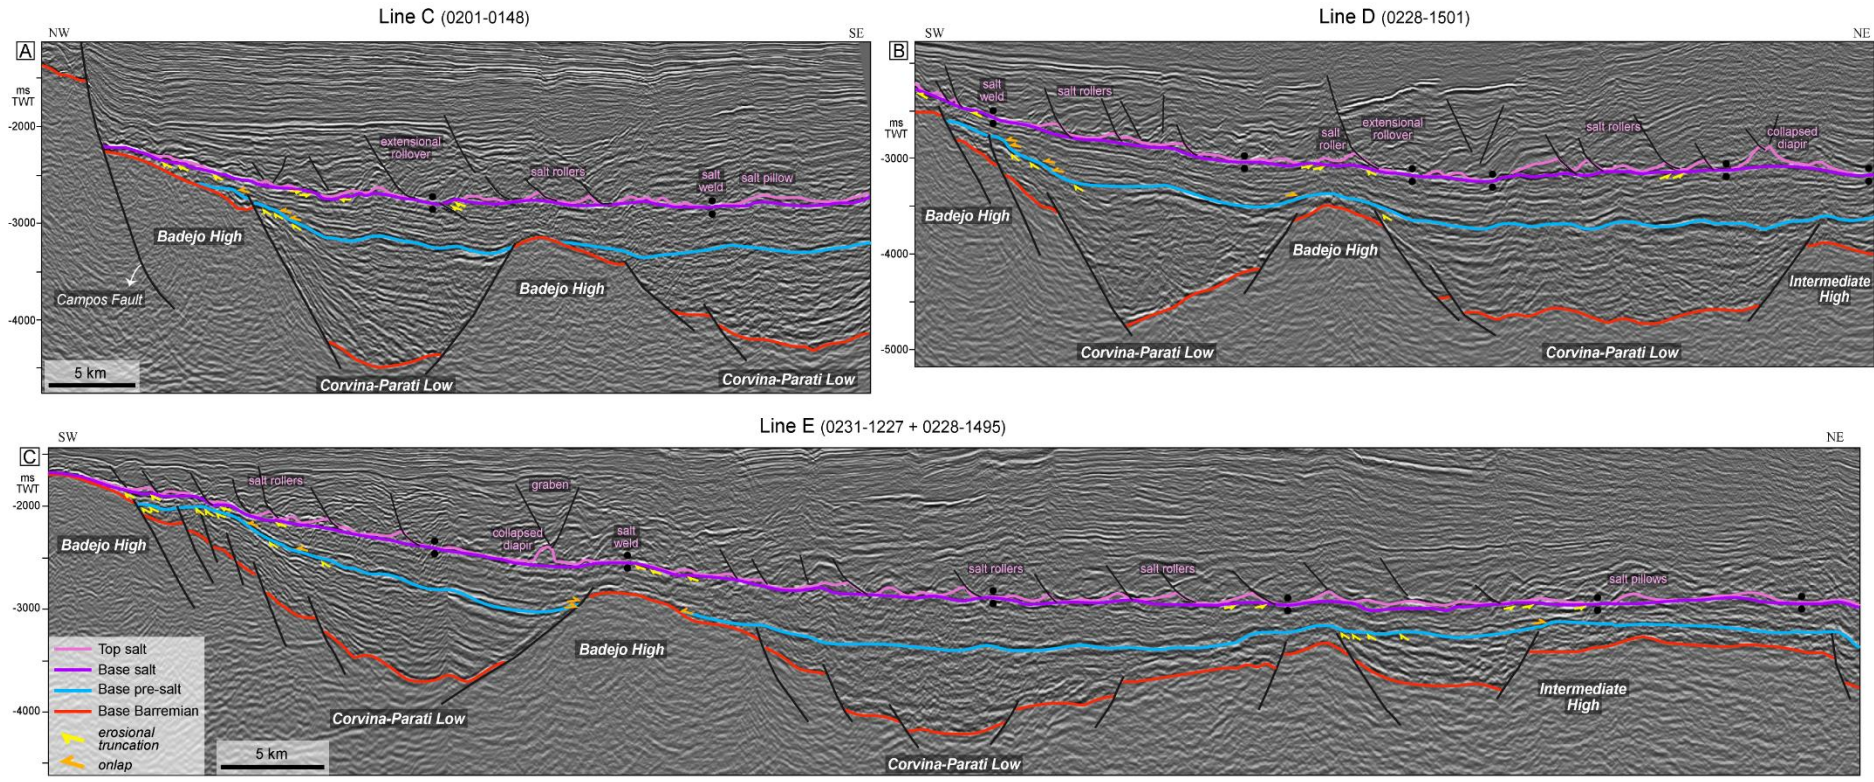 Line C (0201-0148)
A
NW
SE
ms
TWT
-2000
-3000
-4000
extensional
rollover
salt rollers
salt
weld
salt pillow
Badejo High
Badejo High
Campos Fault
Corvina-Parati Low
Corvina-Parati Low
5 km
Line D (0228-1501)
B
SW
NE
ms
TWT
-3000
-4000
-5000
salt
weld
salt rollers
salt
roller
extensional
rollover
salt rollers
collapsed
diapir
Badejo High
Badejo High
Intermediate
High
Corvina-Parati Low
Corvina-Parati Low
Line E (0231-1227 + 0228-1495)
C
SW
NE
ms
TWT
-2000
-3000
-4000
salt rollers
graben
collapsed
diapir
salt
weld
salt rollers
salt rollers
salt pillows
Badejo High
Badejo High
Intermediate
High
Corvina-Parati Low
Corvina-Parati Low
Top salt
Base salt
Base pre-salt
Base Barremian
erosional
truncation
onlap
5 km